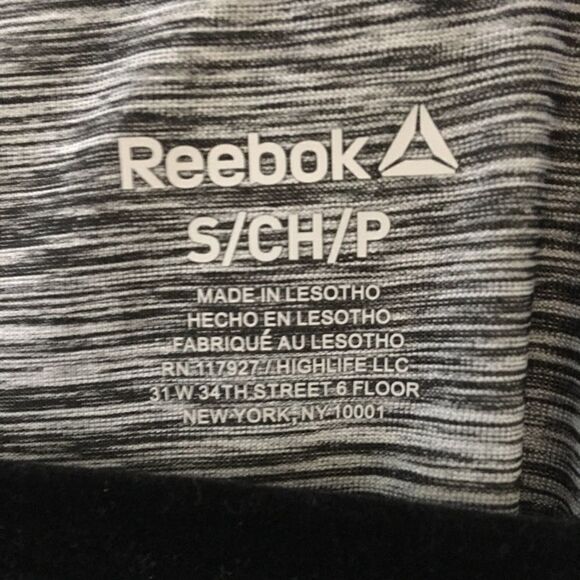 Reebok
S/CH/P
MADE IN LESOTHO
HECHO EN LESOTHO
FABRIQUÉ AU LESOTHO
RN 117927 / HIGHLIFE LLC
31 W 34TH STREET 6 FLOOR
NEW YORK, NY 10001